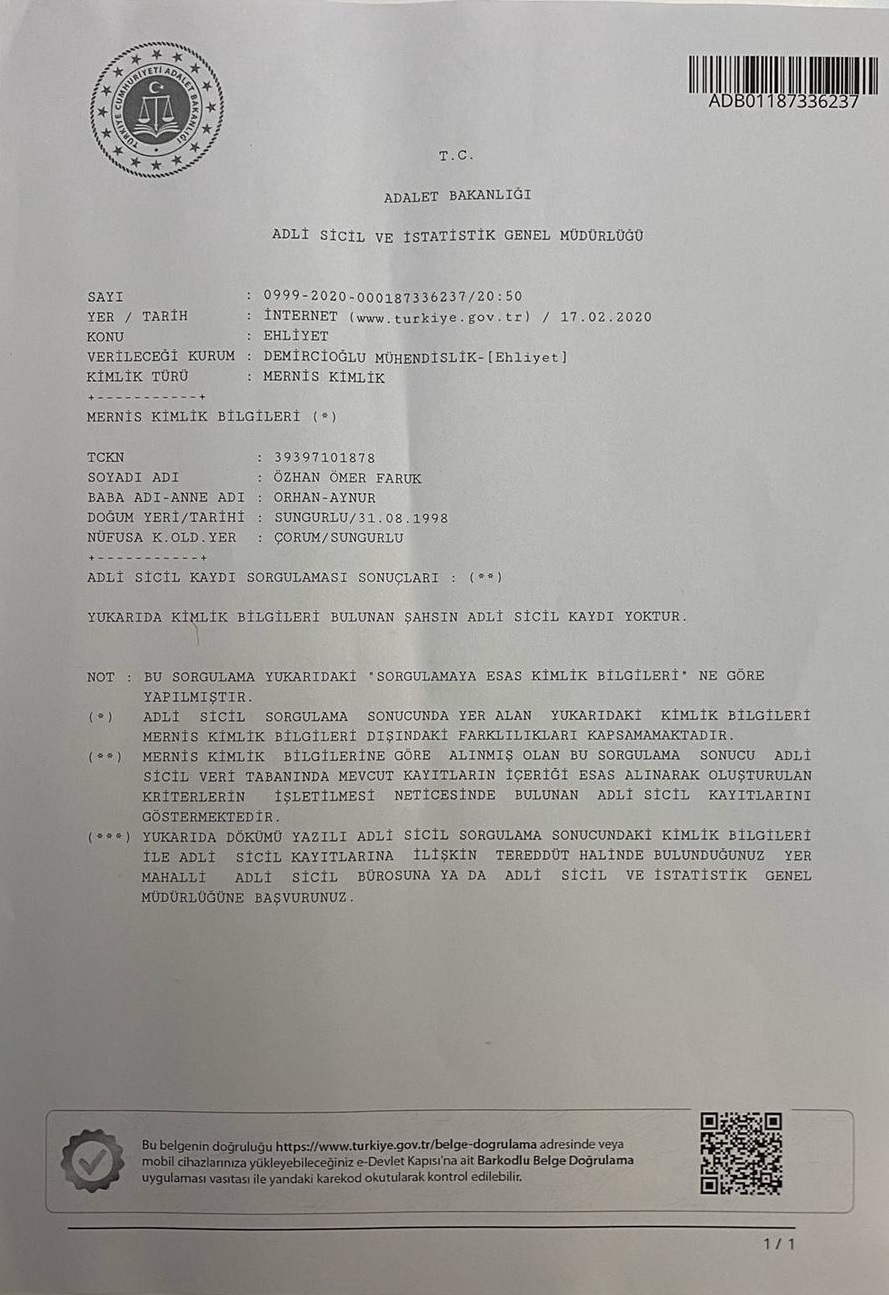 TÜRKİYE CUMHURİYETİ ADALET BAKANLIĞI
ADB01187336237
T.C.
ADALET BAKANLIĞI
ADLİ SİCİL VE İSTATİSTİK GENEL MÜDÜRLÜĞÜ
SAYI : 0999-2020-000187336237/20:50
YER / TARİH : İNTERNET (www.turkiye.gov.tr) / 17.02.2020
KONU : EHLİYET
VERİLECEĞİ KURUM : DEMİRCİOĞLU MÜHENDİSLİK-[Ehliyet]
KİMLİK TÜRÜ : MERNİS KİMLİK
+-----------+
MERNİS KİMLİK BİLGİLERİ (*)
TCKN : 39397101878
SOYADI ADI : ÖZHAN ÖMER FARUK
BABA ADI-ANNE ADI : ORHAN-AYNUR
DOĞUM YERİ/TARİHİ : SUNGURLU/31.08.1998
NÜFUSA K.OLD.YER : ÇORUM/SUNGURLU
+-----------+
ADLİ SİCİL KAYDI SORGULAMASI SONUÇLARI : (**)
YUKARIDA KİMLİK BİLGİLERİ BULUNAN ŞAHSIN ADLİ SİCİL KAYDI YOKTUR.
NOT : BU SORGULAMA YUKARIDAKİ "SORGULAMAYA ESAS KİMLİK BİLGİLERİ" NE GÖRE
YAPILMIŞTIR.
(*) ADLİ SİCİL SORGULAMA SONUCUNDA YER ALAN YUKARIDAKİ KİMLİK BİLGİLERİ
MERNİS KİMLİK BİLGİLERİ DIŞINDAKİ FARKLILIKLARI KAPSAMAMAKTADIR.
(**) MERNİS KİMLİK BİLGİLERİNE GÖRE ALINMIŞ OLAN BU SORGULAMA SONUCU ADLİ
SİCİL VERİ TABANINDA MEVCUT KAYITLARIN İÇERİĞİ ESAS ALINARAK OLUŞTURULAN
KRİTERLERİN İŞLETİLMESİ NETİCESİNDE BULUNAN ADLİ SİCİL KAYITLARINI
GÖSTERMEKTEDİR.
(***) YUKARIDA DÖKÜMÜ YAZILI ADLİ SİCİL SORGULAMA SONUCUNDAKİ KİMLİK BİLGİLERİ
İLE ADLİ SİCİL KAYITLARINA İLİŞKİN TEREDDÜT HALİNDE BULUNDUĞUNUZ YER
MAHALLİ ADLİ SİCİL BÜROSUNA YA DA ADLİ SİCİL VE İSTATİSTİK GENEL
MÜDÜRLÜĞÜNE BAŞVURUNUZ.
Bu belgenin doğruluğu https://www.turkiye.gov.tr/belge-dogrulama adresinde veya
mobil cihazlarınıza yükleyebileceğiniz e-Devlet Kapısı'na ait Barkodlu Belge Doğrulama
uygulaması vasıtası ile yandaki karekod okutularak kontrol edilebilir.
1 / 1